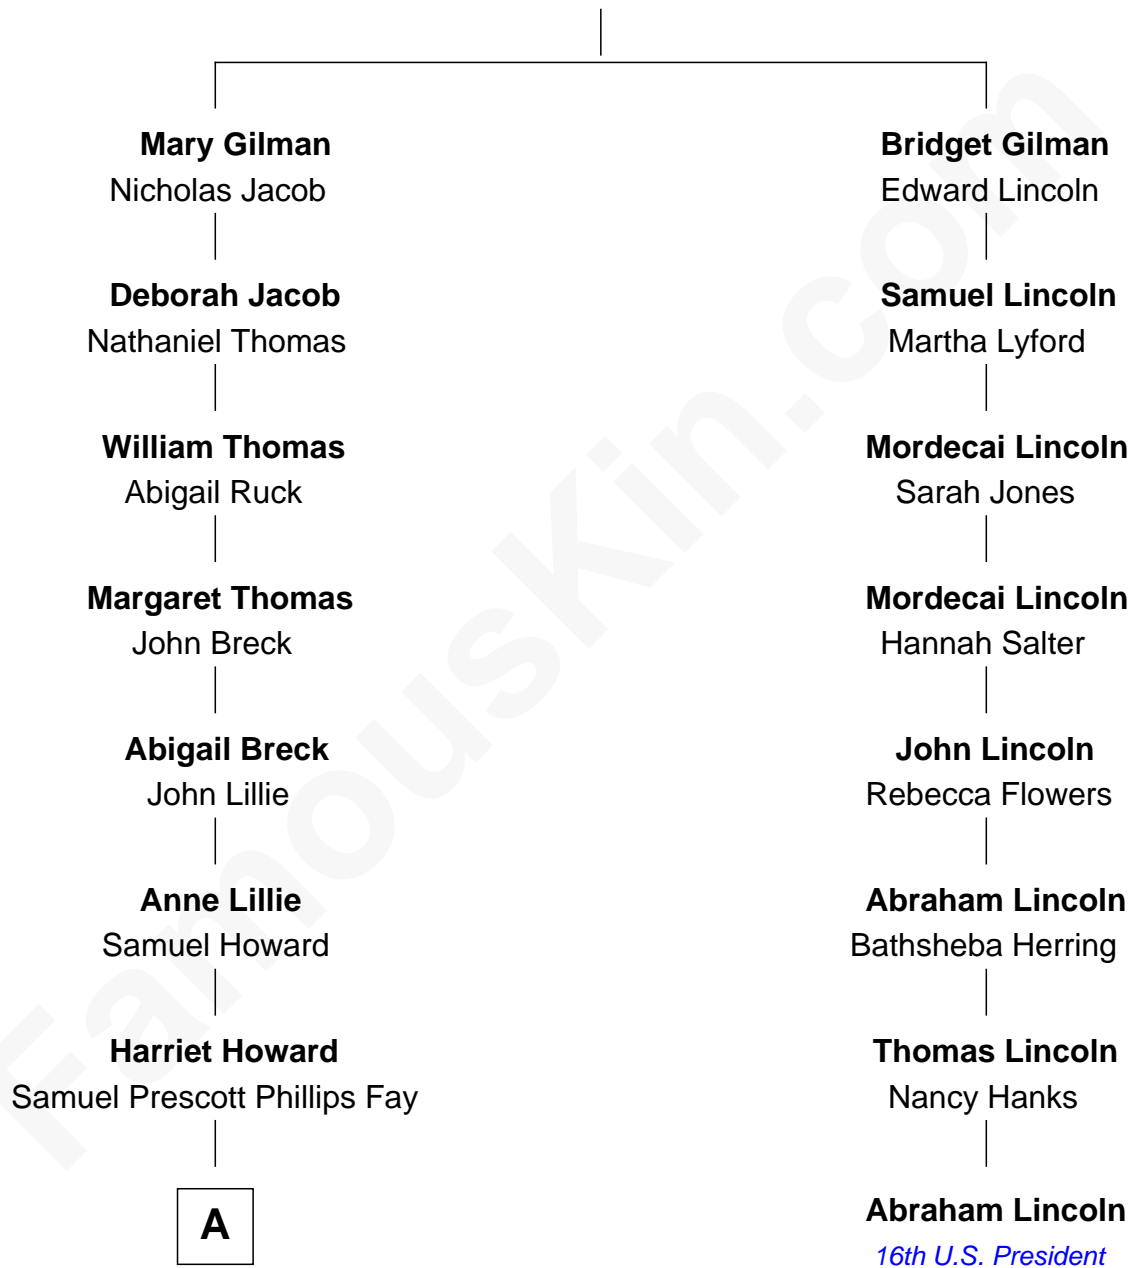 Mary Gilman
Nicholas Jacob
Deborah Jacob
Nathaniel Thomas
William Thomas
Abigail Ruck
Margaret Thomas
John Breck
Abigail Breck
John Lillie
Anne Lillie
Samuel Howard
Harriet Howard
Samuel Prescott Phillips Fay
A
Bridget Gilman
Edward Lincoln
Samuel Lincoln
Martha Lyford
Mordecai Lincoln
Sarah Jones
Mordecai Lincoln
Hannah Salter
John Lincoln
Rebecca Flowers
Abraham Lincoln
Bathsheba Herring
Thomas Lincoln
Nancy Hanks
Abraham Lincoln
16th U.S. President
FamousKin.com